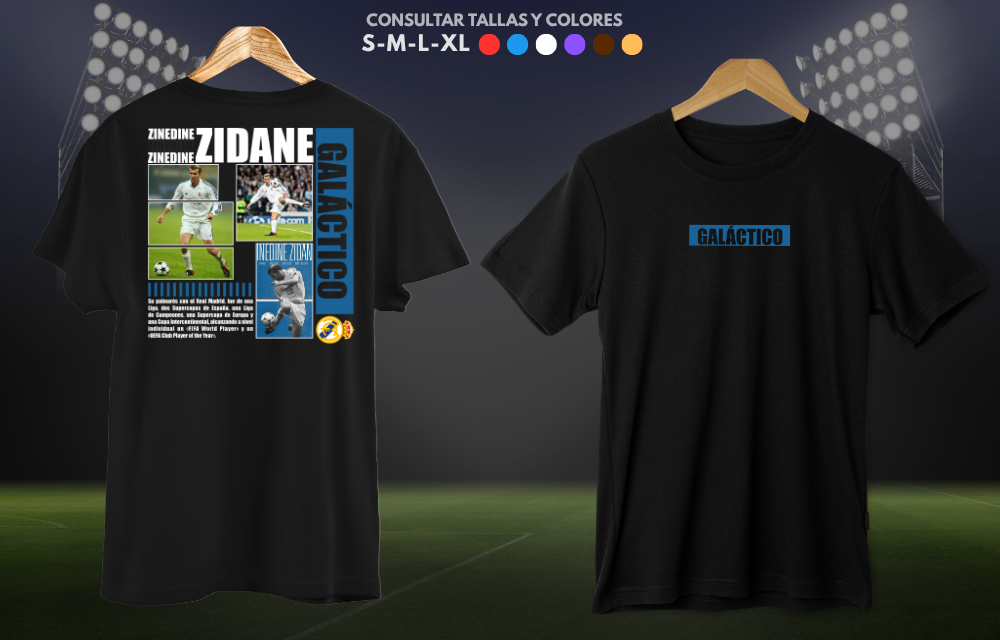 CONSULTAR TALLAS Y COLORES
S-M-L-XL
ZINEDINE
ZINEDINE
ZIDANE
GALÁCTICO
INEDINE ZIDAN
Su palmarés con el Real Madrid, fue de una
Liga, dos Supercopas de España, una Liga
de Campeones, una Supercopa de Europa y
una Copa Intercontinental, alcanzando a nivel
individual un «FIFA World Player» y un
«UEFA Club Player of the Year».
GALÁCTICO